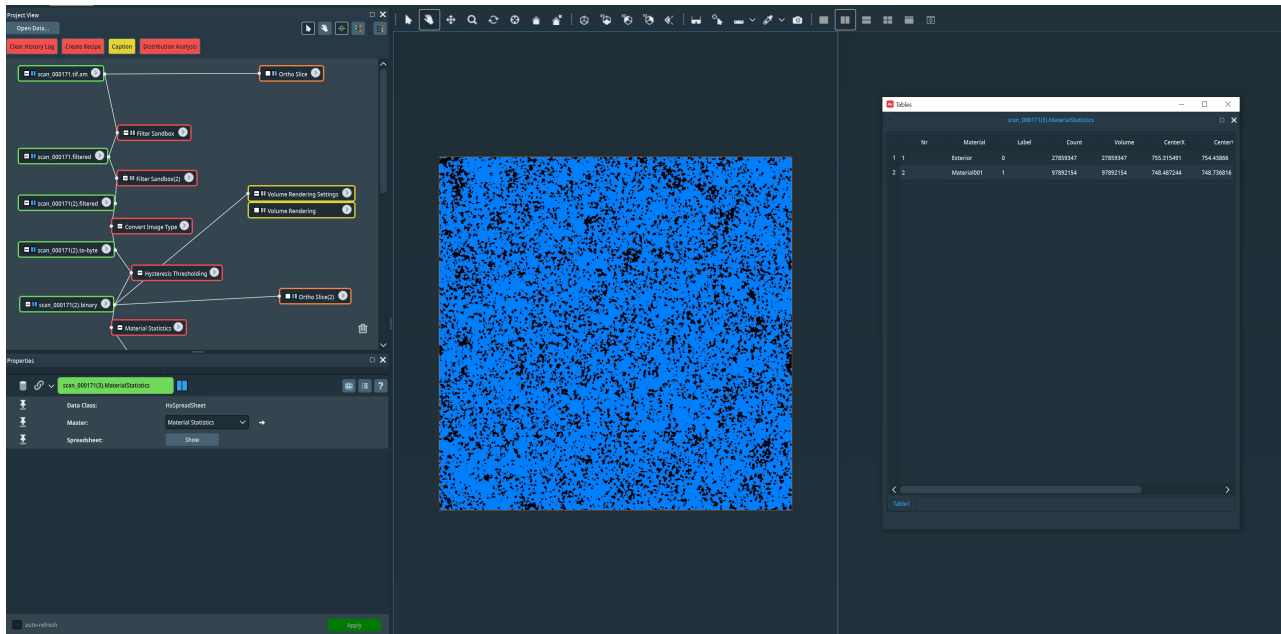 Project View
Open Data...
Clear History Log
Create Recipe
Caption
Distribution Analysis
scan_000171.tif.am
Ortho Slice
Filter Sandbox
scan_000171.filtered
Filter Sandbox(2)
scan_000171(2).filtered
Volume Rendering Settings
Volume Rendering
Convert Image Type
scan_000171(2).to-byte
Hysteresis Thresholding
scan_000171(2).binary
Ortho Slice(2)
Material Statistics
Properties
scan_000171(3).MaterialStatistics
?
Data Class: HxSpreadSheet
Master: Material Statistics
Spreadsheet: Show
auto-refresh
Apply
Tables
scan_000171(3).MaterialStatistics
Nr Material Label Count Volume CenterX CenterY
1 1 Exterior 0 27859347 27859347 755.315491 754.43866
2 2 Material001 1 97892154 97892154 748.487244 748.736816
Table1